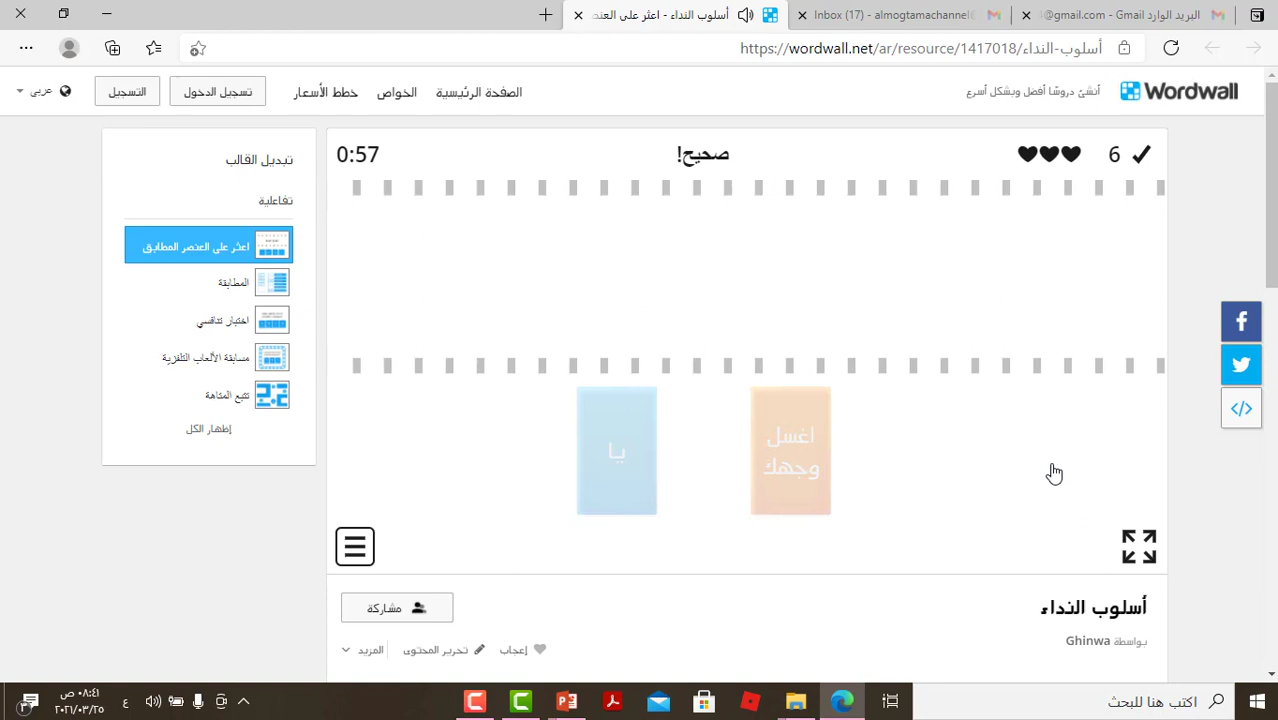 أسلوب النداء - اعثر على العنص
Inbox (17) - almogtamachannel@
البريد الوارد - @gmail.com
https://wordwall.net/ar/resource/1417018/أسلوب-النداء
Wordwall
أنشئ دروسًا أفضل وبشكل أسرع
الصفحة الرئيسية
الخواص
خطط الأسعار
تسجيل الدخول
التسجيل
عربى
6
صحيح!
0:57
تبديل القالب
تفاعلية
اعثر على العنصر المطابق
المطابقة
اختبار تنافسي
مسابقة الألعاب التلفزية
تتبع المتاهة
إظهار الكل
اغسل
وجهك
يا
أسلوب النداء
بواسطة Ghinwa
مشاركة
إعجاب
تحرير المحتوى
المزيد
اكتب هنا للبحث
ع
٠٨:٤١ ص
٢٠٢١/٠٣/٢٥